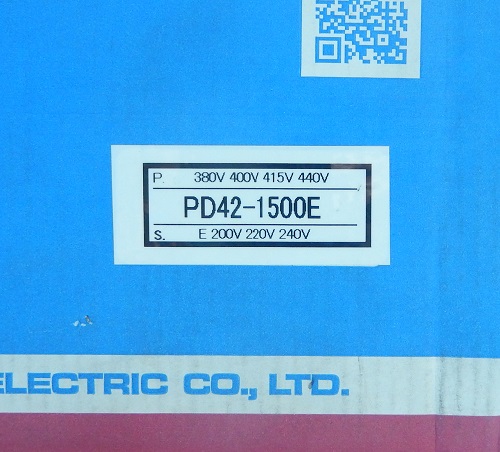 P. 380V 400V 415V 440V
PD42-1500E
S. E 200V 220V 240V
ELECTRIC CO., LTD.